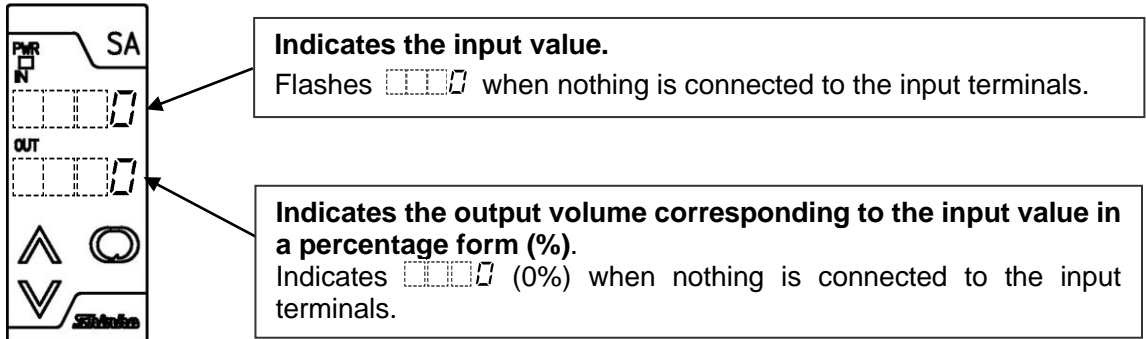 PWR
SA
IN
0
OUT
0
Shinko
Indicates the input value.
Flashes 0 when nothing is connected to the input terminals.
Indicates the output volume corresponding to the input value in
a percentage form (%).
Indicates 0 (0%) when nothing is connected to the input
terminals.